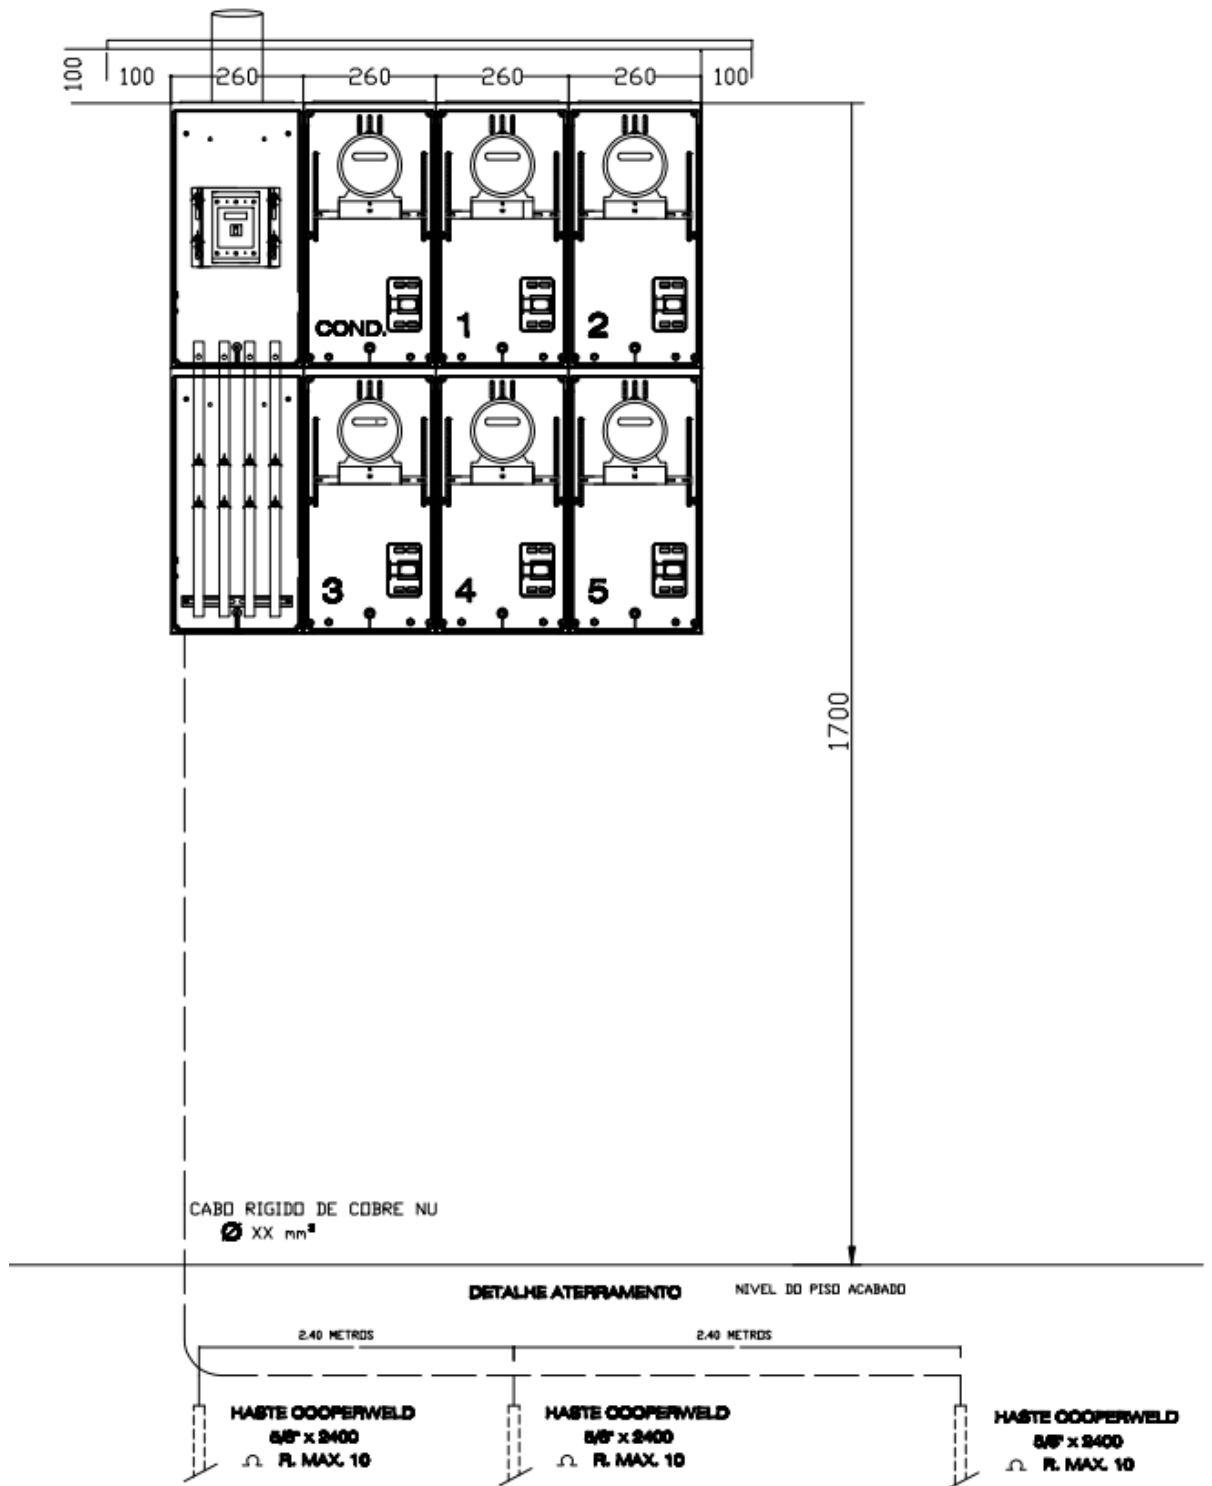 100
100 260 260 260 260 100
COND. 1 2
3 4 5
1700
CABO RIGIDO DE COBRE NU
Ø XX mm²
DETALHE ATERRAMENTO
NIVEL DO PISO ACABADO
2.40 METROS
2.40 METROS
HASTE COOPERWELD
5/8" x 2400
Ω R. MAX. 10
HASTE COOPERWELD
5/8" x 2400
Ω R. MAX. 10
HASTE COOPERWELD
5/8" x 2400
Ω R. MAX. 10